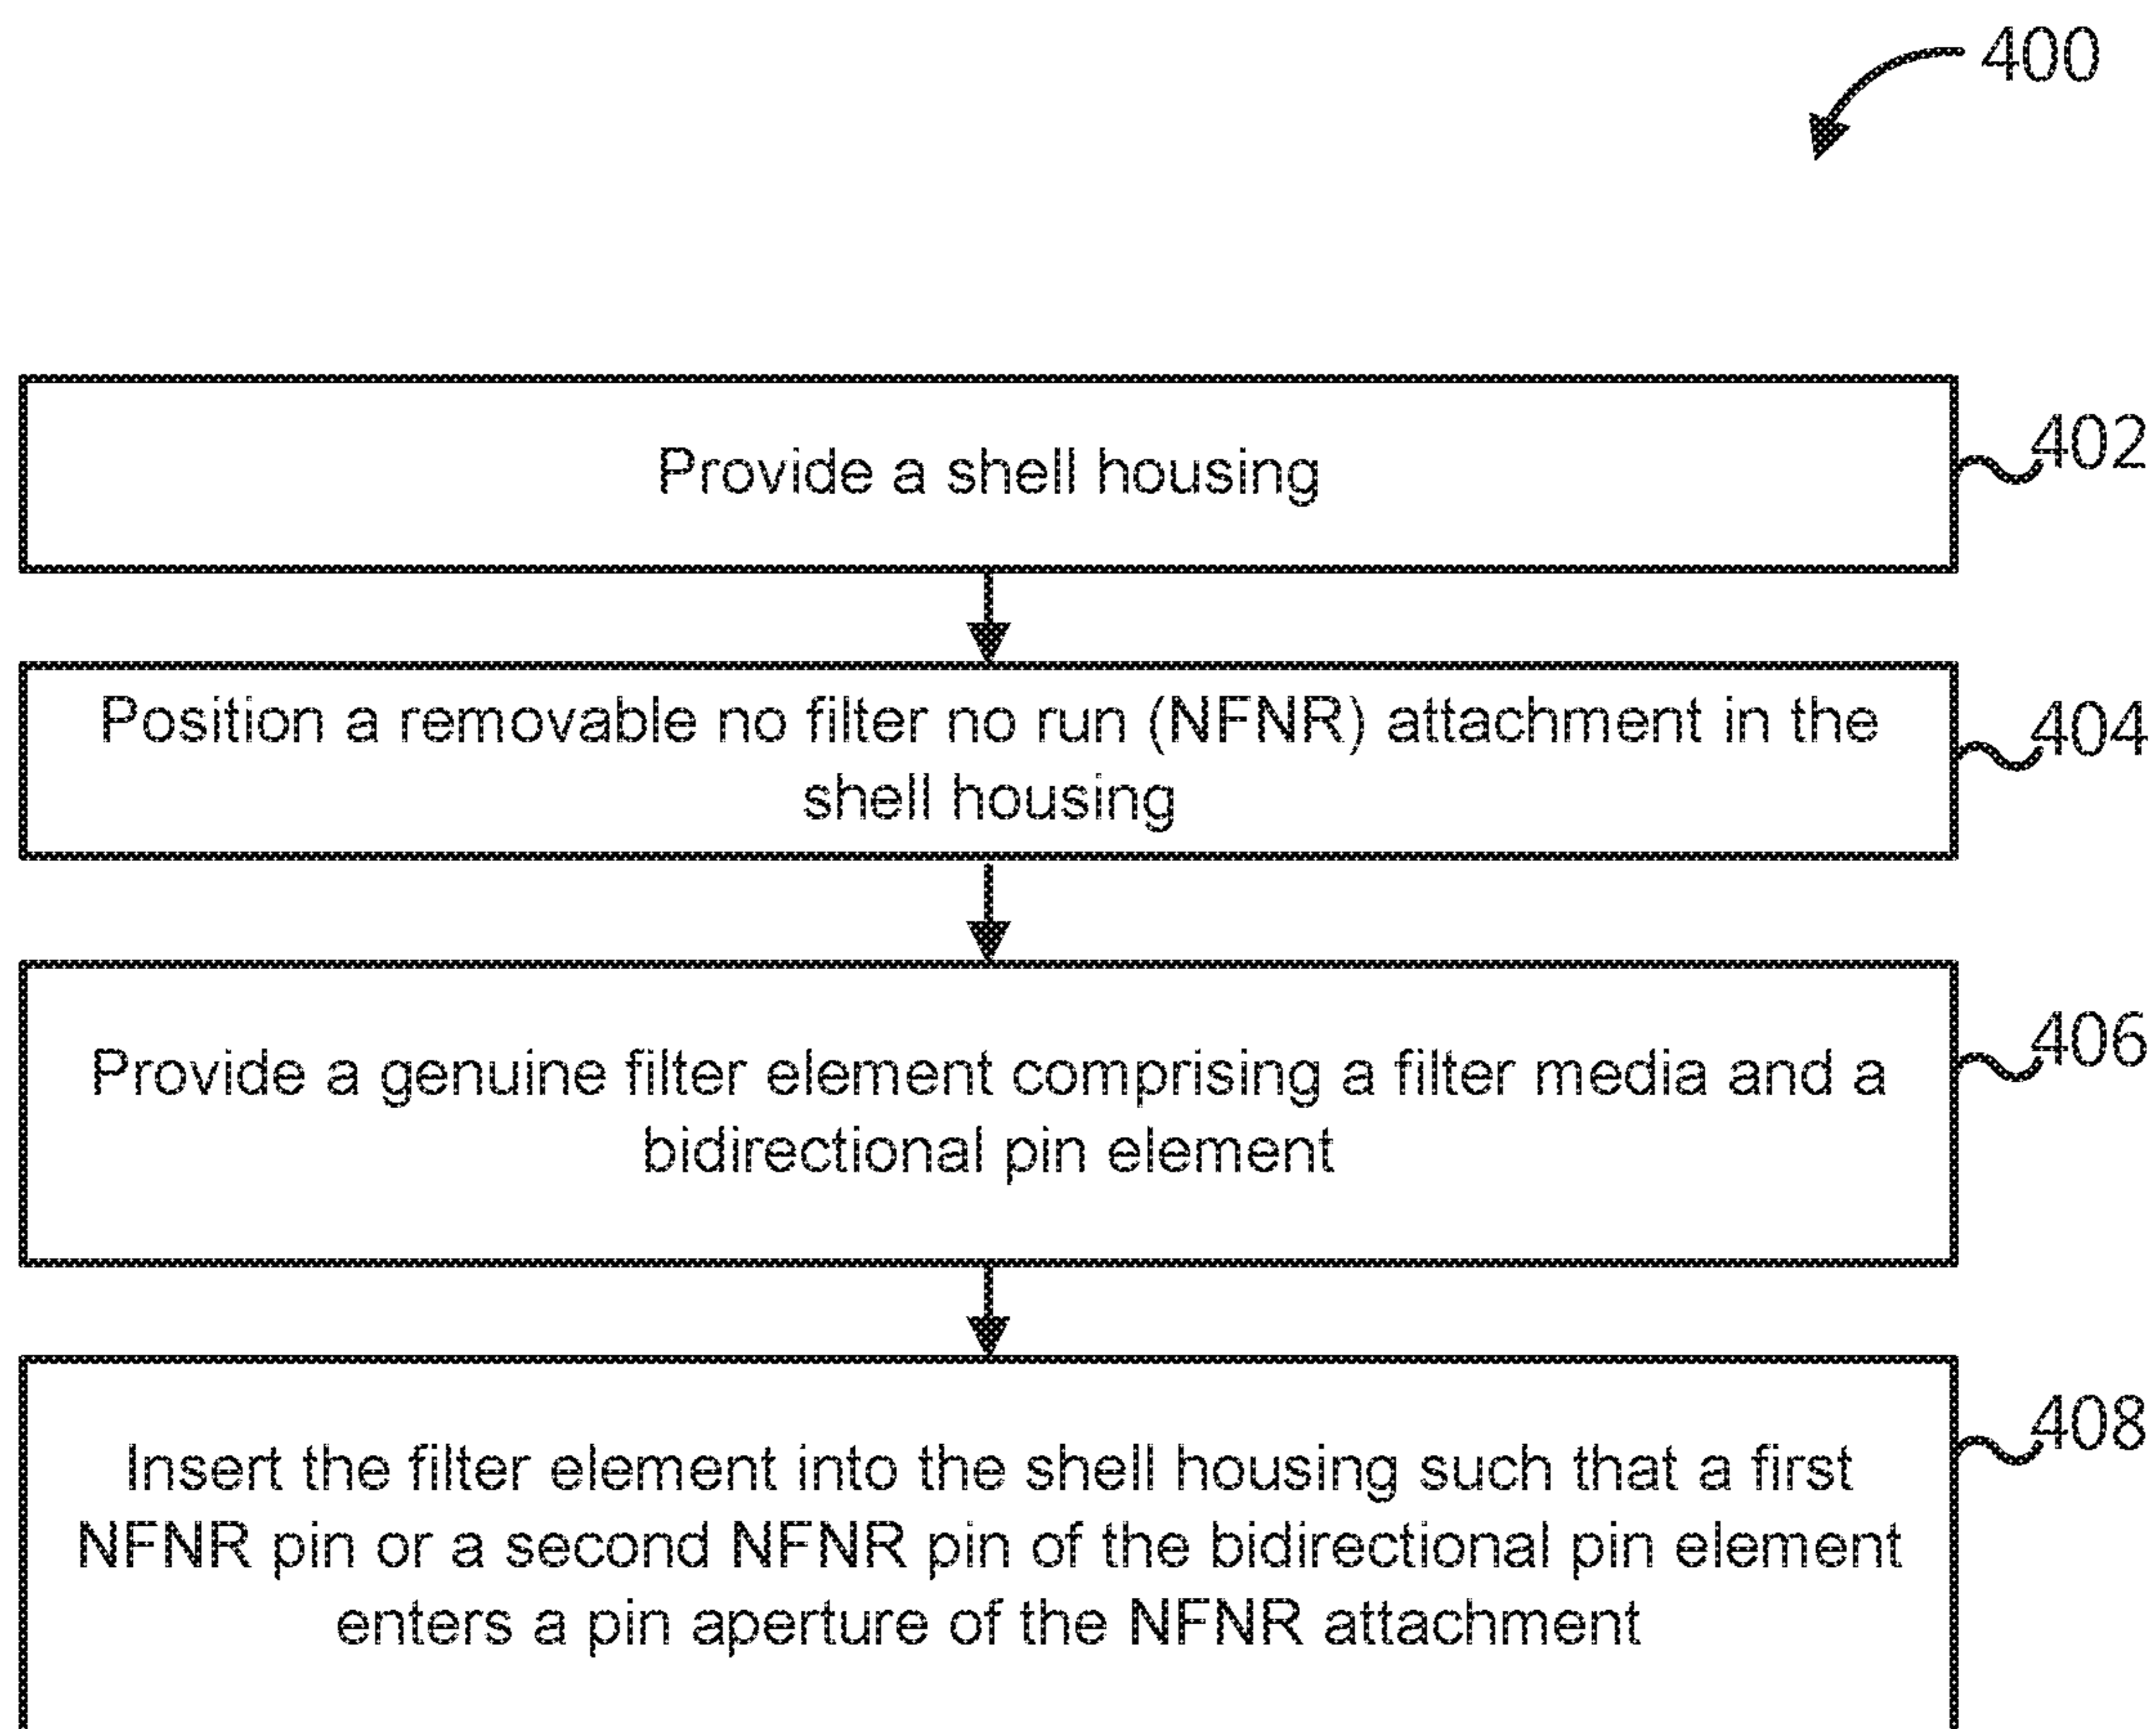 400
Provide a shell housing
402
Position a removable no filter no run (NFNR) attachment in the
shell housing
404
Provide a genuine filter element comprising a filter media and a
bidirectional pin element
406
Insert the filter element into the shell housing such that a first
NFNR pin or a second NFNR pin of the bidirectional pin element
enters a pin aperture of the NFNR attachment
408